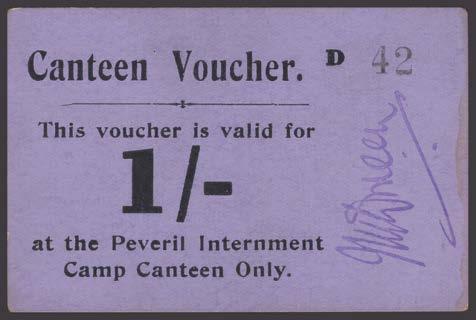 Canteen Voucher. D 42
This voucher is valid for
1/-
at the Peveril Internment
Camp Canteen Only.